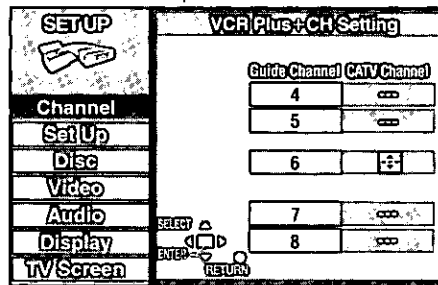 SET UP
VCR Plus+ CH Setting
Guide Channel CATV Channel
4 ---
5 ---
6 ---
7 ---
8 ---
Channel
Set Up
Disc
Video
Audio
Display
TV Screen
SELECT
ENTER
RETURN